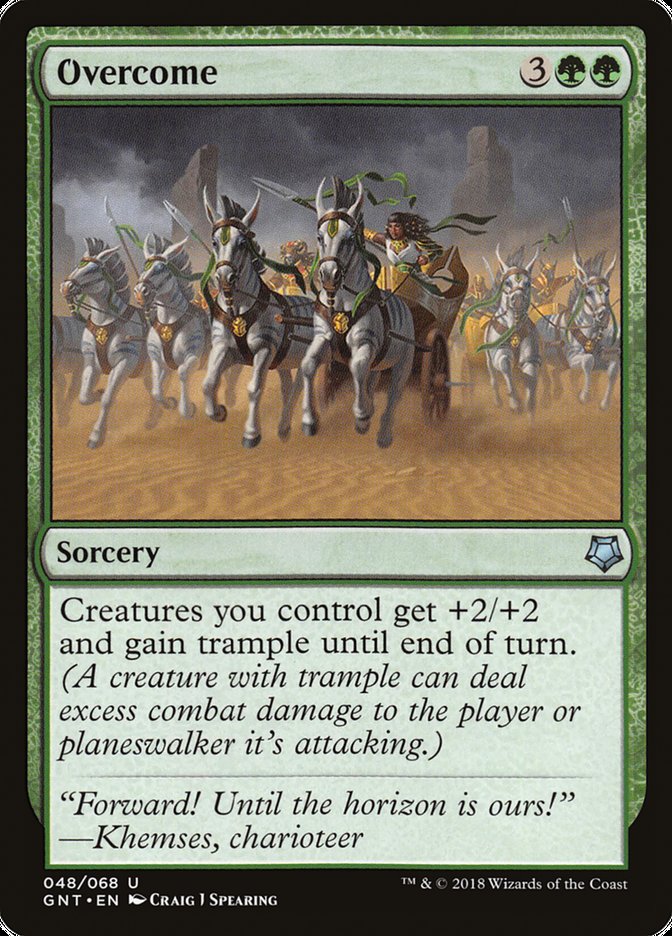 Overcome 3
Sorcery
Creatures you control get +2/+2
and gain trample until end of turn.
(A creature with trample can deal
excess combat damage to the player or
planeswalker it's attacking.)
“Forward! Until the horizon is ours!”
—Khemses, charioteer
048/068 U
GNT • EN Craig J Spearing
™ & © 2018 Wizards of the Coast